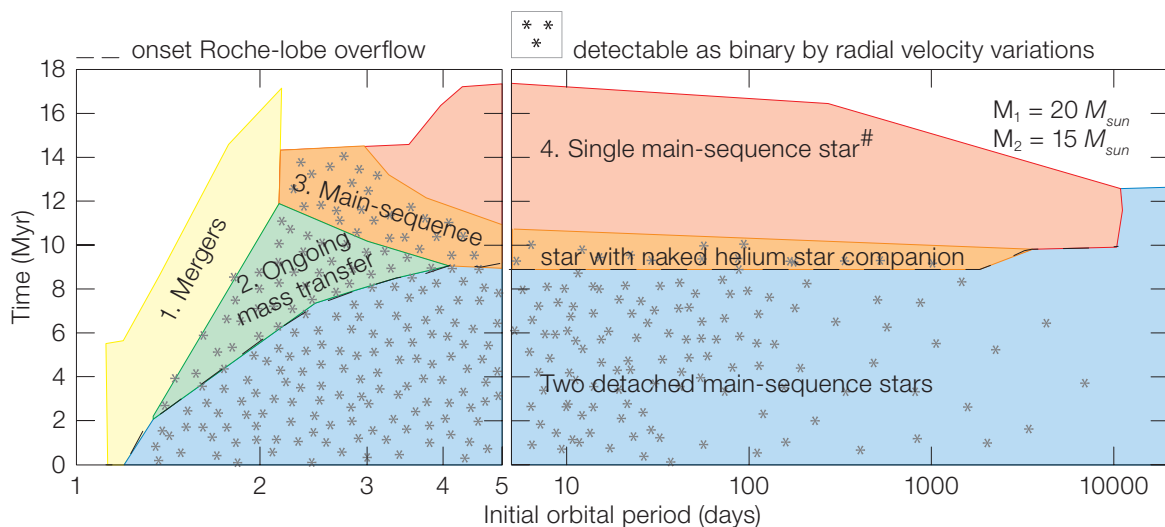 onset Roche-lobe overflow
detectable as binary by radial velocity variations
Time (Myr)
18
16
14
12
10
8
6
4
2
0
1. Mergers
2. Ongoing
mass transfer
3. Main-sequence
4. Single main-sequence star#
M1 = 20 Msun
M2 = 15 Msun
star with naked helium star companion
Two detached main-sequence stars
1 2 3 4 5 10 100 1000 10000
Initial orbital period (days)